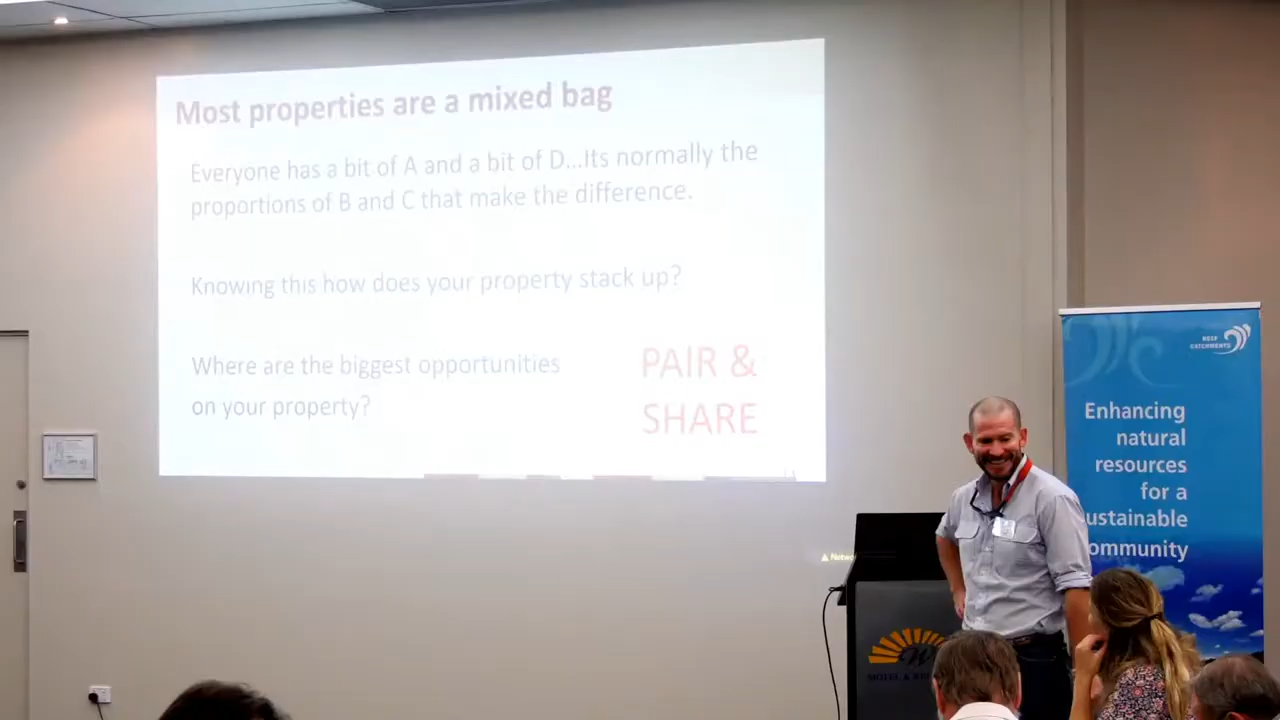 Most properties are a mixed bag
Everyone has a bit of A and a bit of D...Its normally the
proportions of B and C that make the difference.
Knowing this how does your property stack up?
Where are the biggest opportunities
on your property?
PAIR &
SHARE
REEF
CATCHMENTS
Enhancing
natural
resources
for a
ustainable
ommunity
Netwo
W
MOTEL &